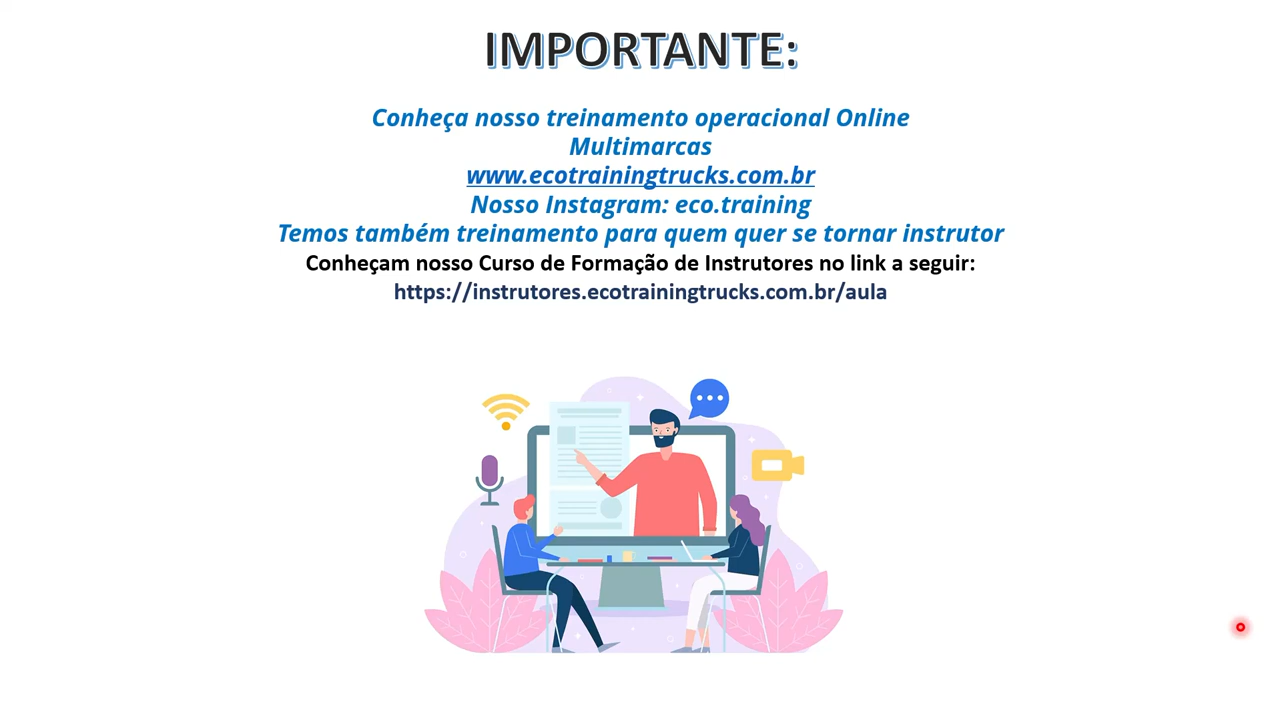 IMPORTANTE:
Conheça nosso treinamento operacional Online
Multimarcas
www.ecotrainingtrucks.com.br
Nosso Instagram: eco.training
Temos também treinamento para quem quer se tornar instrutor
Conheçam nosso Curso de Formação de Instrutores no link a seguir:
https://instrutores.ecotrainingtrucks.com.br/aula